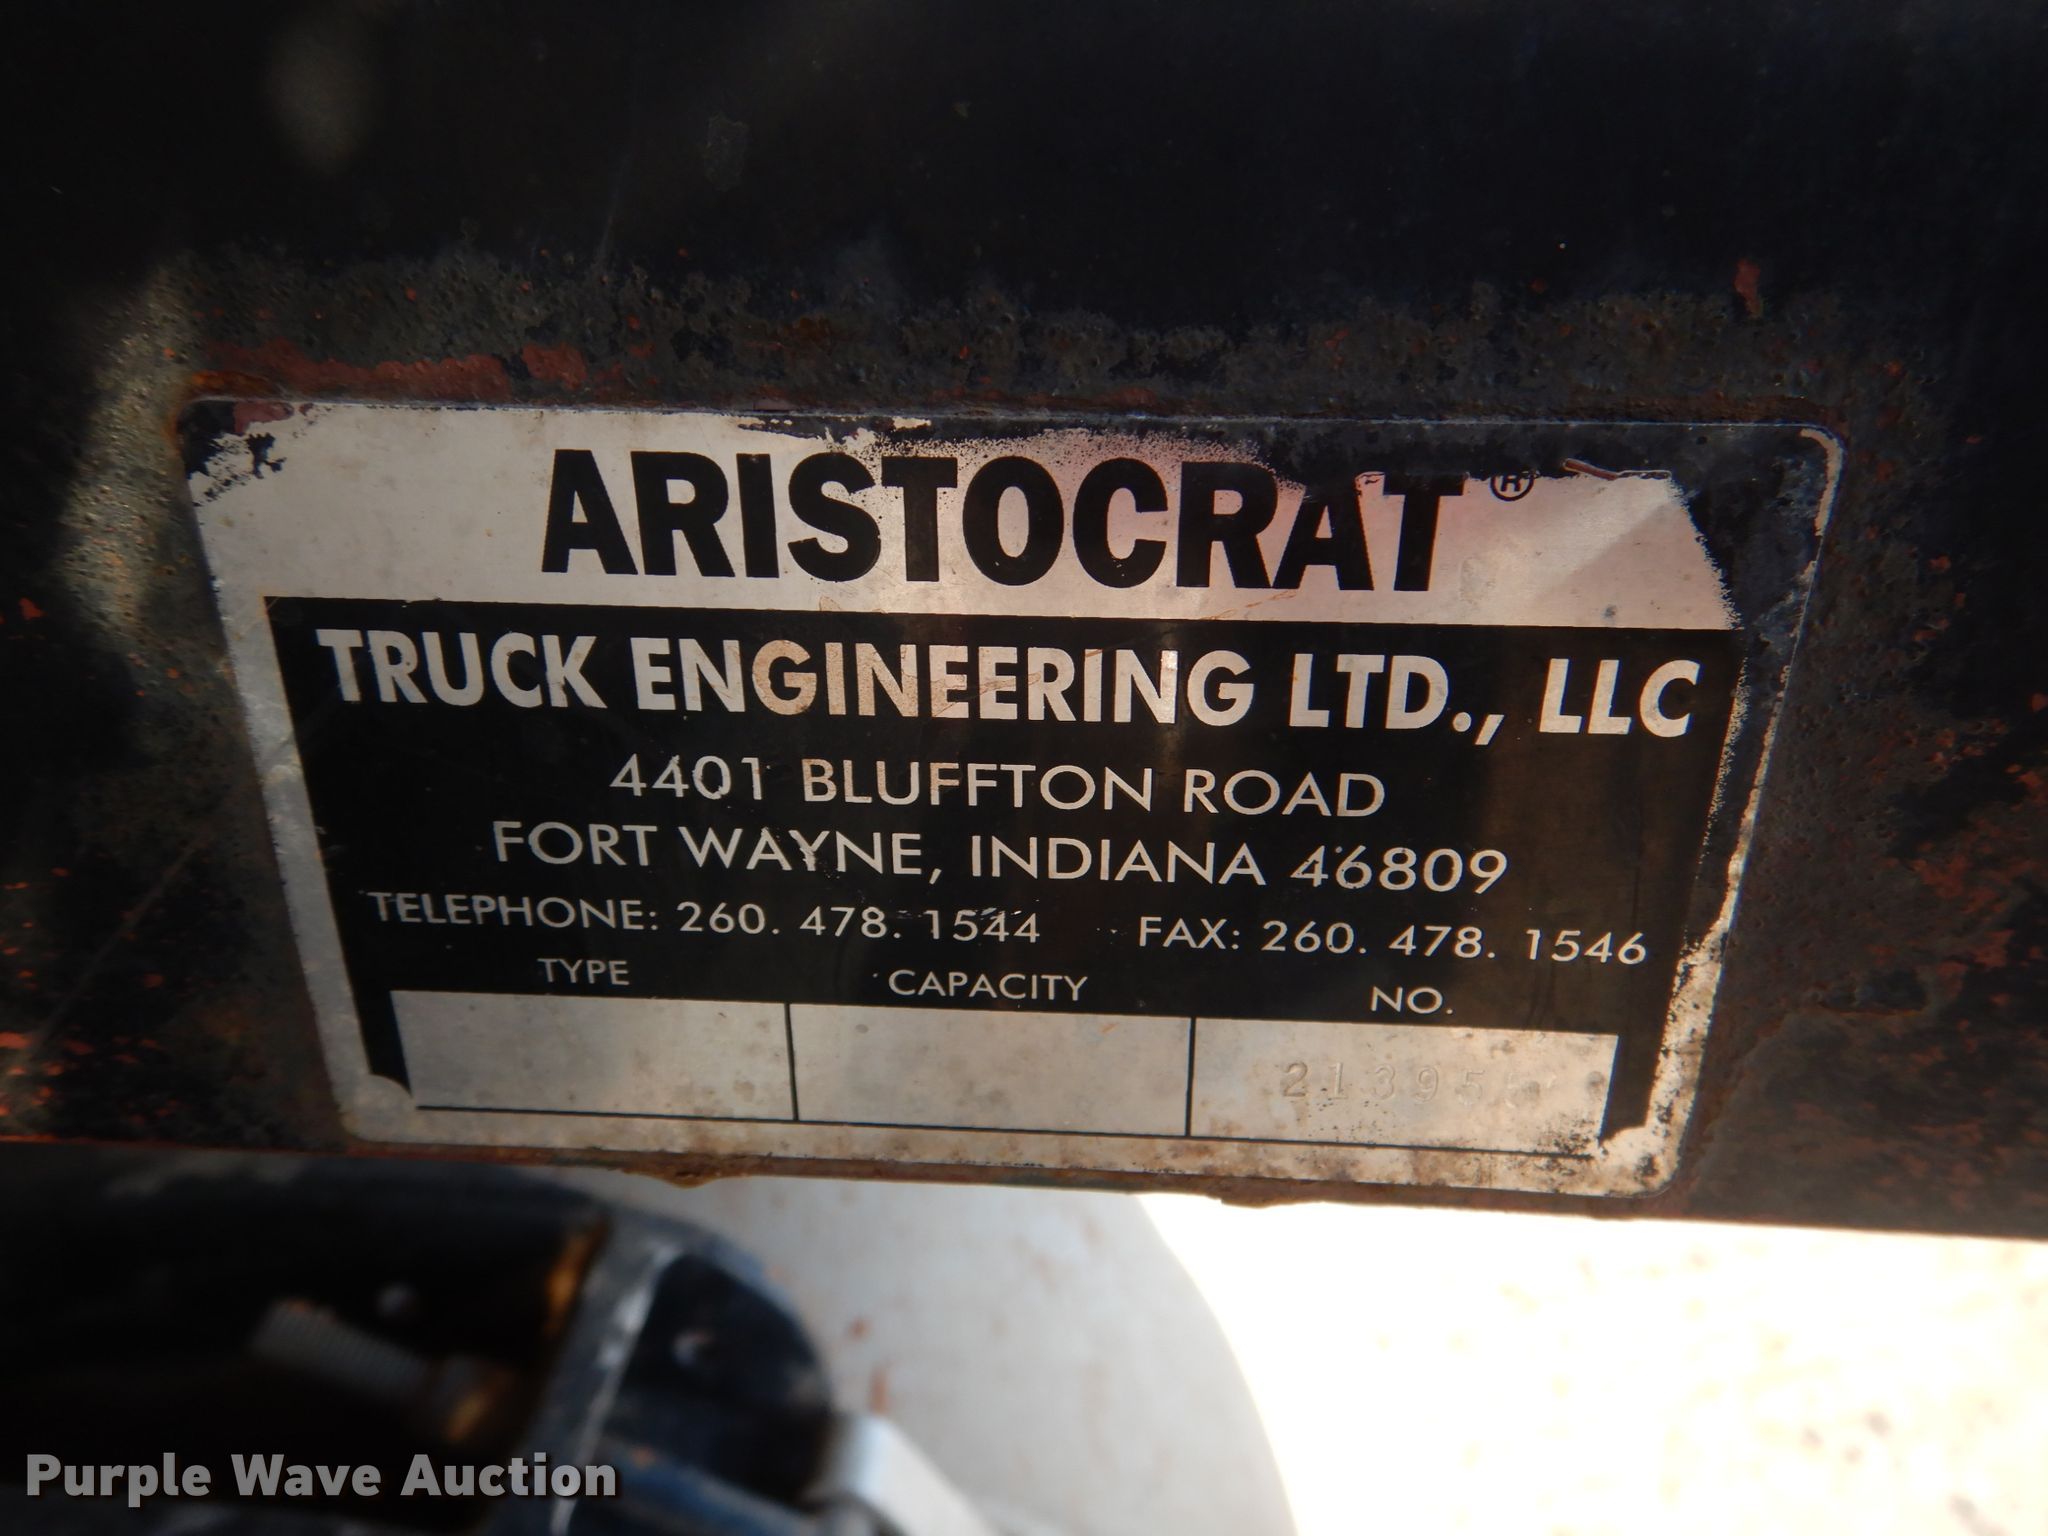 ARISTOCRAT®
TRUCK ENGINEERING LTD., LLC
4401 BLUFFTON ROAD
FORT WAYNE, INDIANA 46809
TELEPHONE: 260. 478. 1544 FAX: 260. 478. 1546
TYPE CAPACITY NO.
213955
Purple Wave Auction